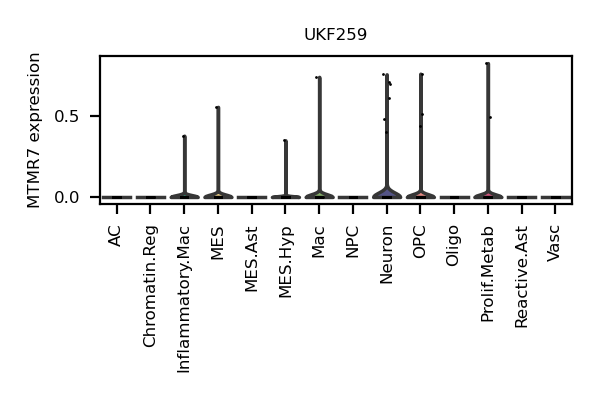 UKF259
MTMR7 expression
0.5
0.0
AC
Chromatin.Reg
Inflammatory.Mac
MES
MES.Ast
MES.Hyp
Mac
NPC
Neuron
OPC
Oligo
Prolif.Metab
Reactive.Ast
Vasc